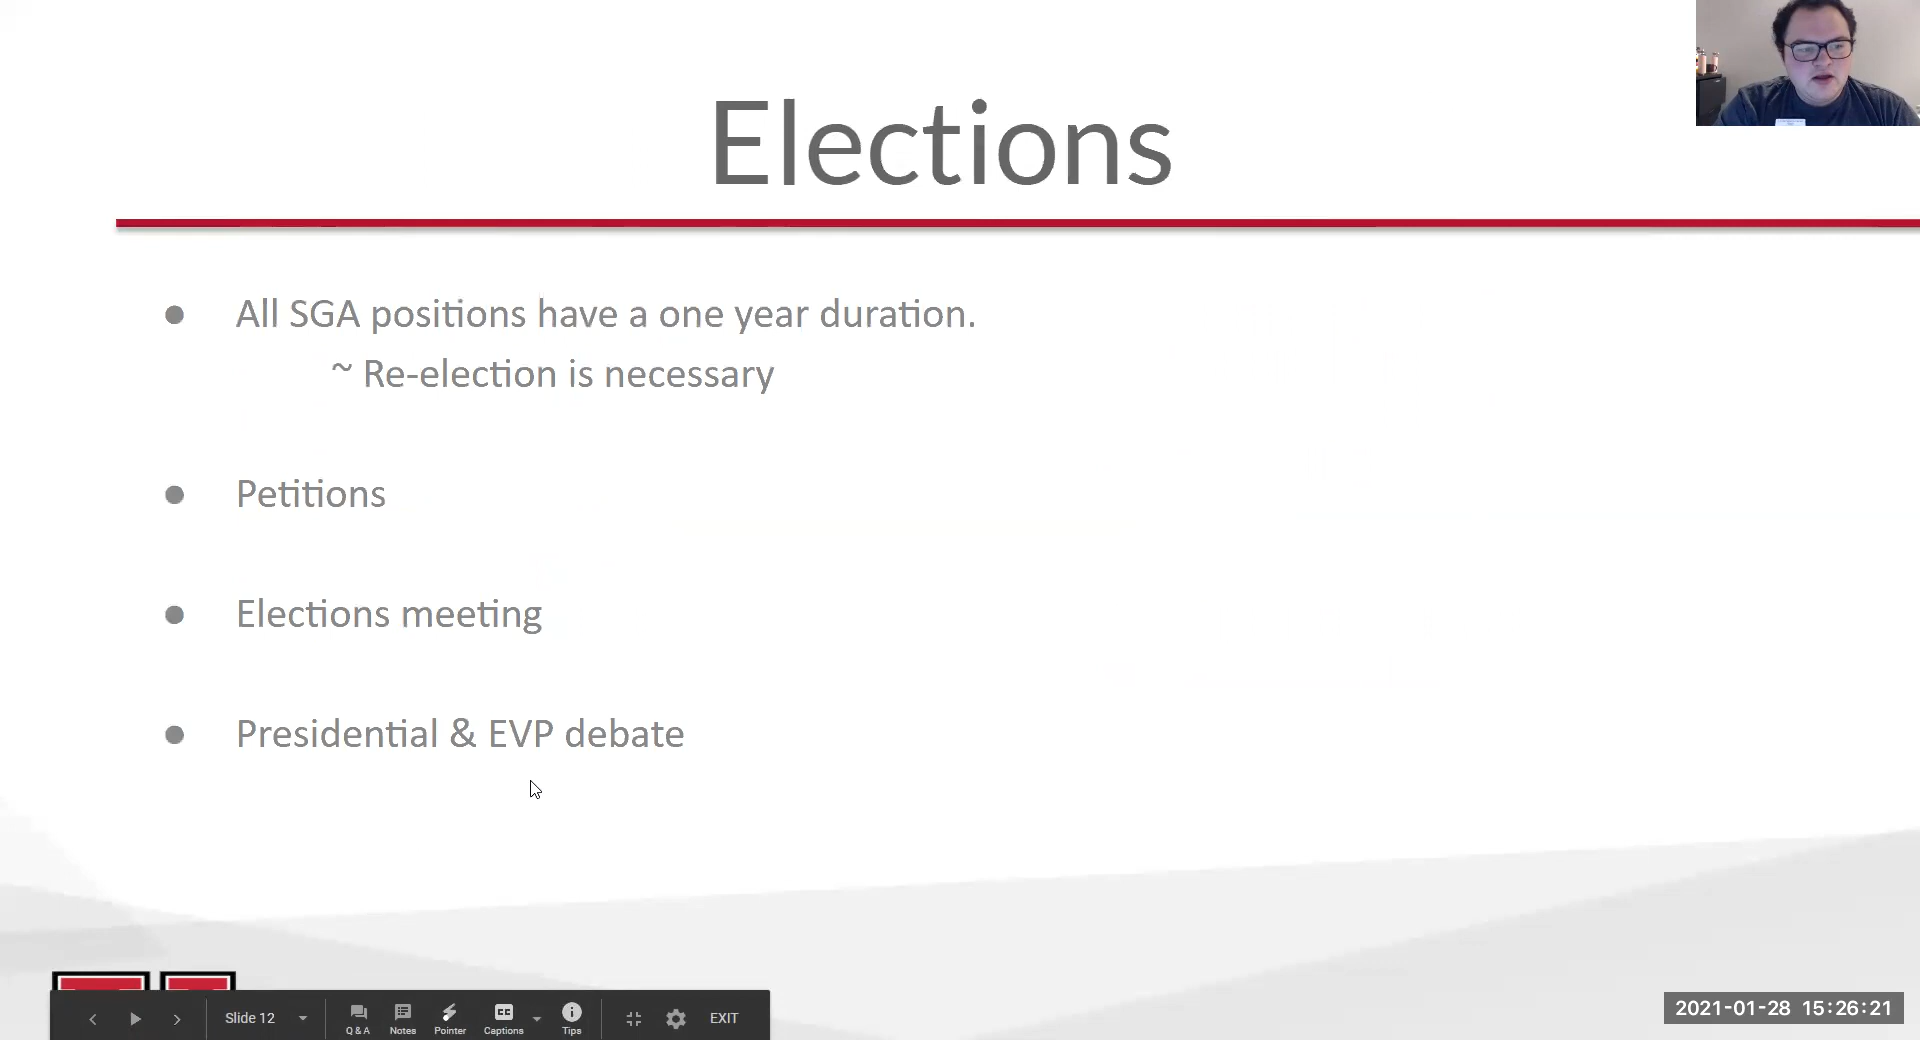 Elections
● All SGA positions have a one year duration.
~ Re-election is necessary
● Petitions
● Elections meeting
● Presidential & EVP debate
Slide 12
Q & A
Notes
Pointer
Captions
Tips
EXIT
2021-01-28 15:26:21